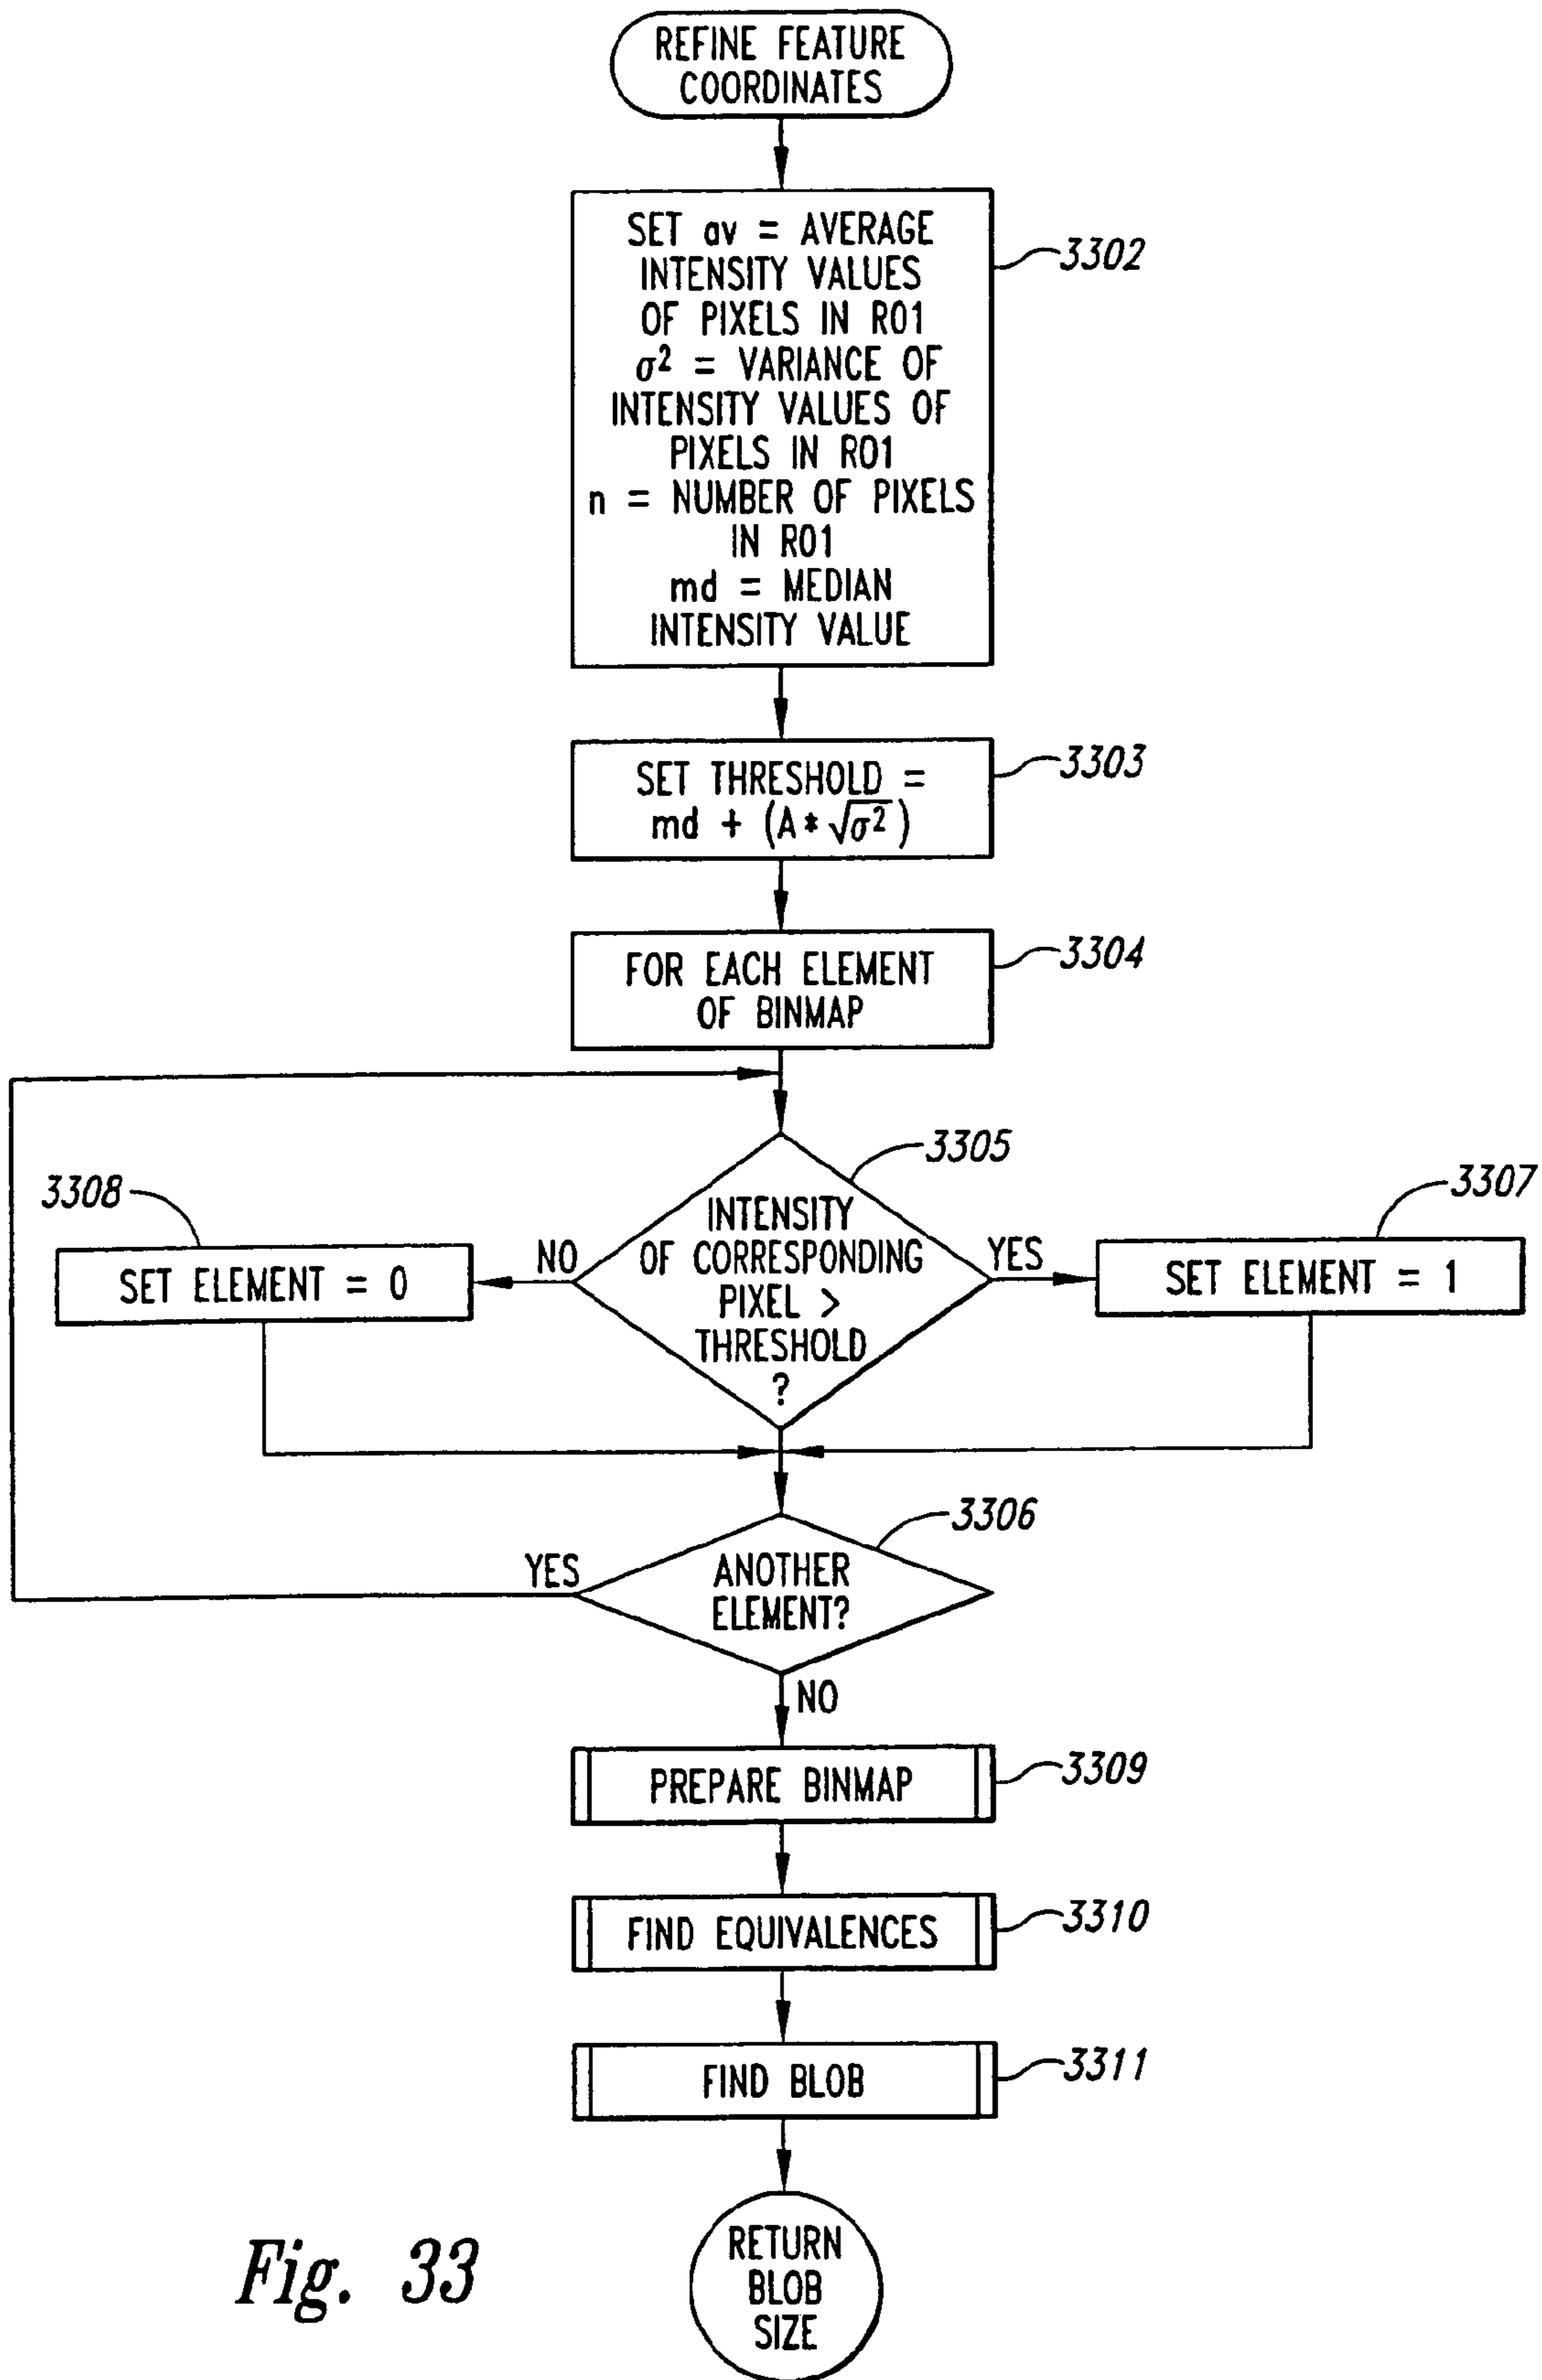 REFINE FEATURE
COORDINATES
SET av = AVERAGE
INTENSITY VALUES
OF PIXELS IN R01
σ² = VARIANCE OF
INTENSITY VALUES OF
PIXELS IN R01
n = NUMBER OF PIXELS
IN R01
md = MEDIAN
INTENSITY VALUE
3302
SET THRESHOLD =
md + (A*√σ²)
3303
FOR EACH ELEMENT
OF BINMAP
3304
3305
INTENSITY
OF CORRESPONDING
PIXEL >
THRESHOLD
?
NO
YES
3308
SET ELEMENT = 0
3307
SET ELEMENT = 1
3306
ANOTHER
ELEMENT?
YES
NO
PREPARE BINMAP
3309
FIND EQUIVALENCES
3310
FIND BLOB
3311
RETURN
BLOB
SIZE
Fig. 33